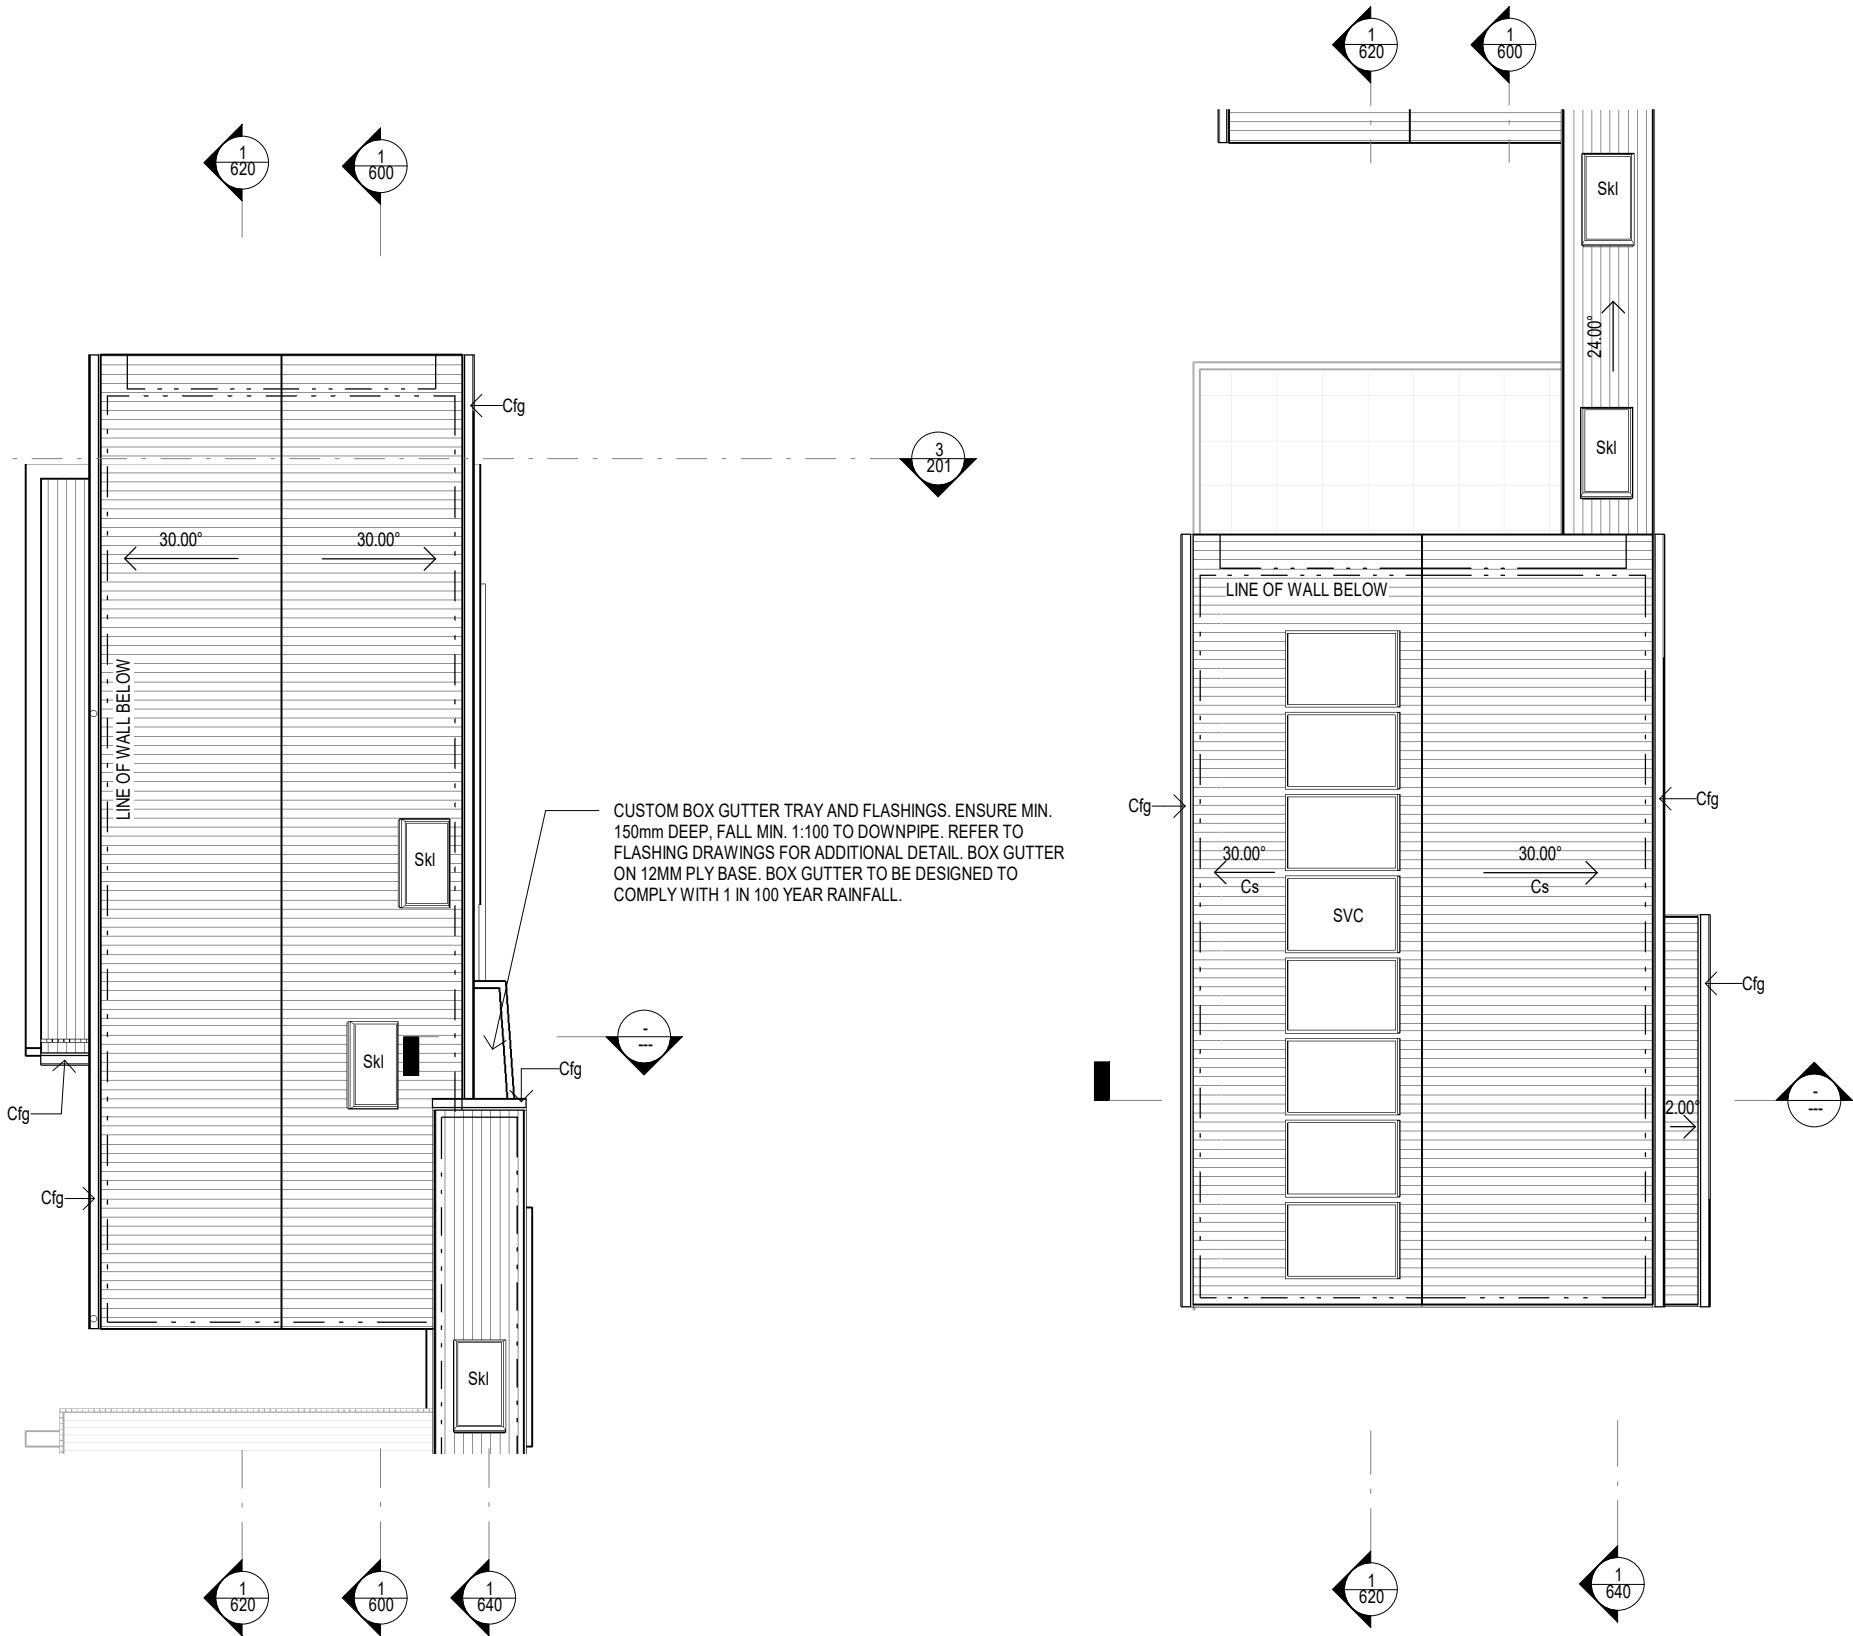 1
620
1
600
1
620
1
600
Skl
24.00°
Skl
Cfg
3
201
30.00°
30.00°
LINE OF WALL BELOW
LINE OF WALL BELOW
CUSTOM BOX GUTTER TRAY AND FLASHINGS. ENSURE MIN.
150mm DEEP, FALL MIN. 1:100 TO DOWNPIPE. REFER TO
FLASHING DRAWINGS FOR ADDITIONAL DETAIL. BOX GUTTER
ON 12MM PLY BASE. BOX GUTTER TO BE DESIGNED TO
COMPLY WITH 1 IN 100 YEAR RAINFALL.
Skl
Skl
-
---
Cfg
Cfg
Cfg
Skl
Cfg
Cfg
30.00°
Cs
30.00°
Cs
SVC
Cfg
2.00°
-
---
1
620
1
600
1
640
1
620
1
640